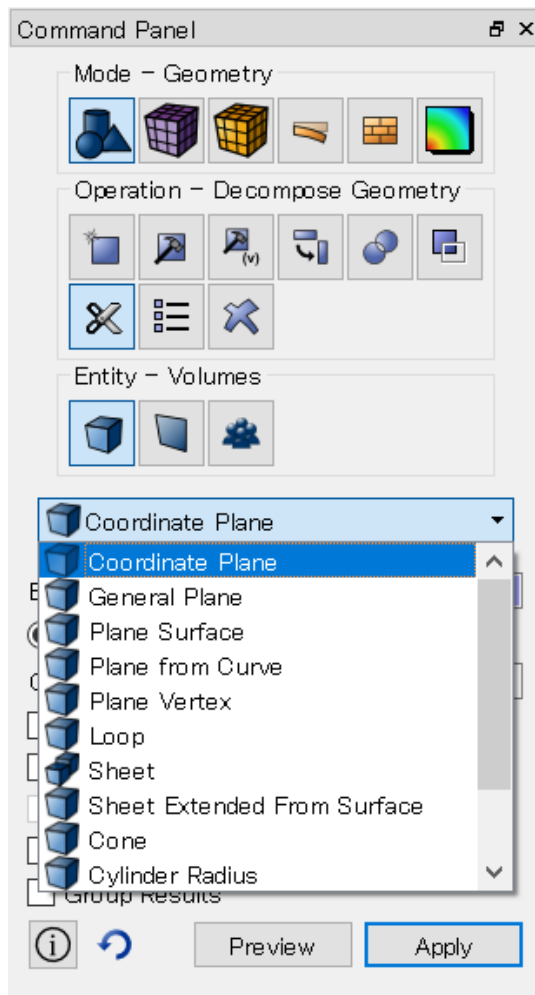 Command Panel
Mode - Geometry
Operation - Decompose Geometry
(v)
Entity - Volumes
Coordinate Plane
Coordinate Plane
General Plane
Plane Surface
Plane from Curve
Plane Vertex
Loop
Sheet
Sheet Extended From Surface
Cone
Cylinder Radius
Group Results
Preview
Apply